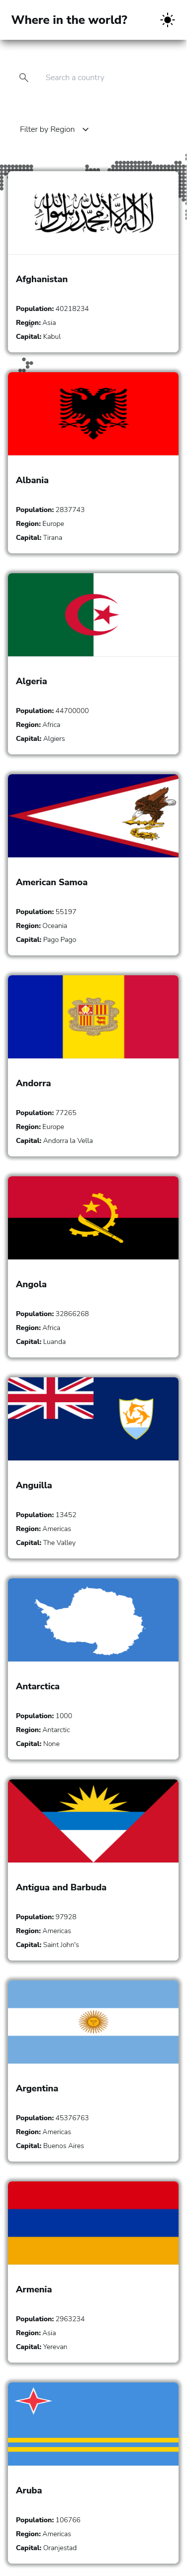 Where in the world?
Search a country
Filter by Region
لا إله إلا الله محمد رسول الله
Afghanistan
Population: 40218234
Region: Asia
Capital: Kabul
Albania
Population: 2837743
Region: Europe
Capital: Tirana
Algeria
Population: 44700000
Region: Africa
Capital: Algiers
American Samoa
Population: 55197
Region: Oceania
Capital: Pago Pago
Andorra
Population: 77265
Region: Europe
Capital: Andorra la Vella
Angola
Population: 32866268
Region: Africa
Capital: Luanda
Anguilla
Population: 13452
Region: Americas
Capital: The Valley
Antarctica
Population: 1000
Region: Antarctic
Capital: None
Antigua and Barbuda
Population: 97928
Region: Americas
Capital: Saint John's
Argentina
Population: 45376763
Region: Americas
Capital: Buenos Aires
Armenia
Population: 2963234
Region: Asia
Capital: Yerevan
Aruba
Population: 106766
Region: Americas
Capital: Oranjestad